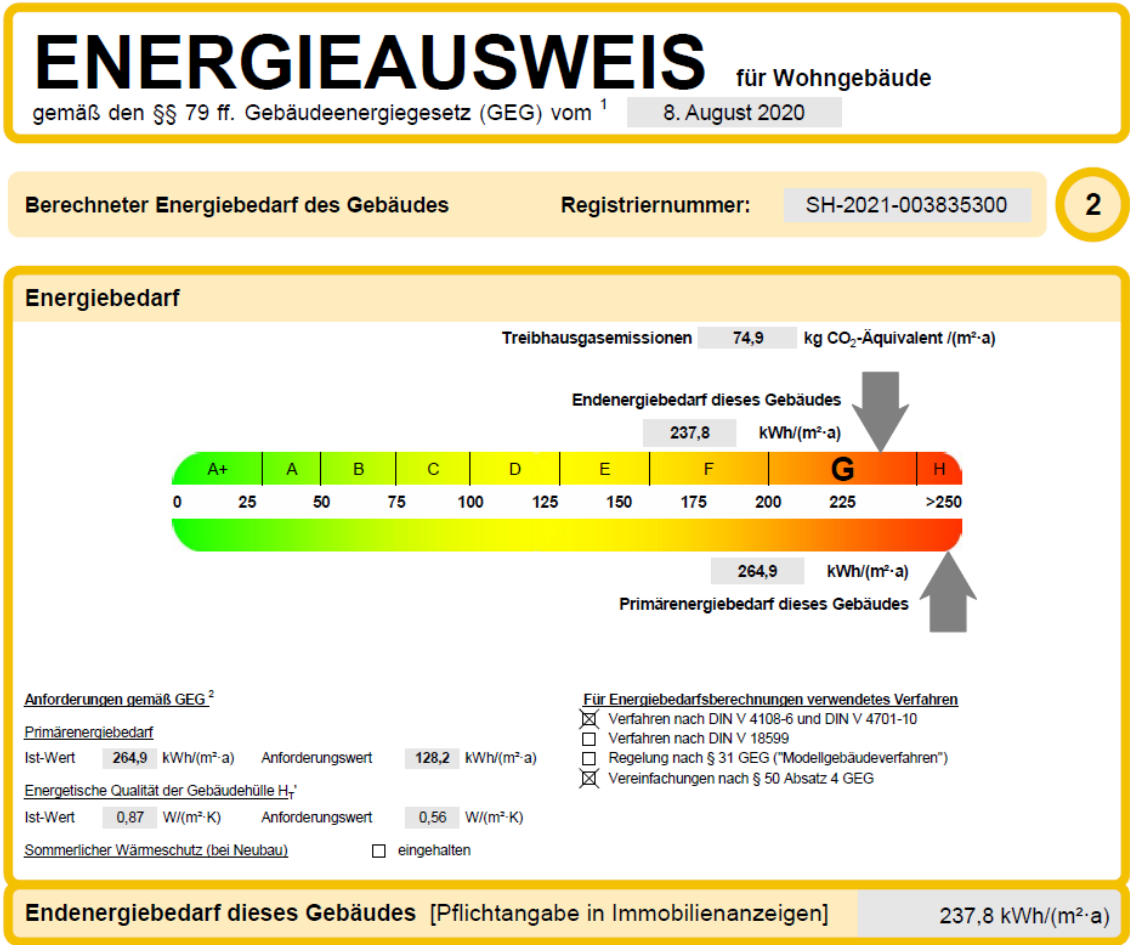 ENERGIEAUSWEIS für Wohngebäude
gemäß den §§ 79 ff. Gebäudeenergiegesetz (GEG) vom ¹ 8. August 2020
Berechneter Energiebedarf des Gebäudes Registriernummer: SH-2021-003835300 2
Energiebedarf
Treibhausgasemissionen 74,9 kg CO₂-Äquivalent /(m²·a)
Endenergiebedarf dieses Gebäudes
237,8 kWh/(m²·a)
A+ A B C D E F G H
0 25 50 75 100 125 150 175 200 225 >250
264,9 kWh/(m²·a)
Primärenergiebedarf dieses Gebäudes
Anforderungen gemäß GEG ²
Primärenergiebedarf
Ist-Wert 264,9 kWh/(m²·a) Anforderungswert 128,2 kWh/(m²·a)
Energetische Qualität der Gebäudehülle H_T'
Ist-Wert 0,87 W/(m²·K) Anforderungswert 0,56 W/(m²·K)
Sommerlicher Wärmeschutz (bei Neubau) eingehalten
Für Energiebedarfsberechnungen verwendetes Verfahren
Verfahren nach DIN V 4108-6 und DIN V 4701-10
Verfahren nach DIN V 18599
Regelung nach § 31 GEG ("Modellgebäudeverfahren")
Vereinfachungen nach § 50 Absatz 4 GEG
Endenergiebedarf dieses Gebäudes [Pflichtangabe in Immobilienanzeigen] 237,8 kWh/(m²·a)